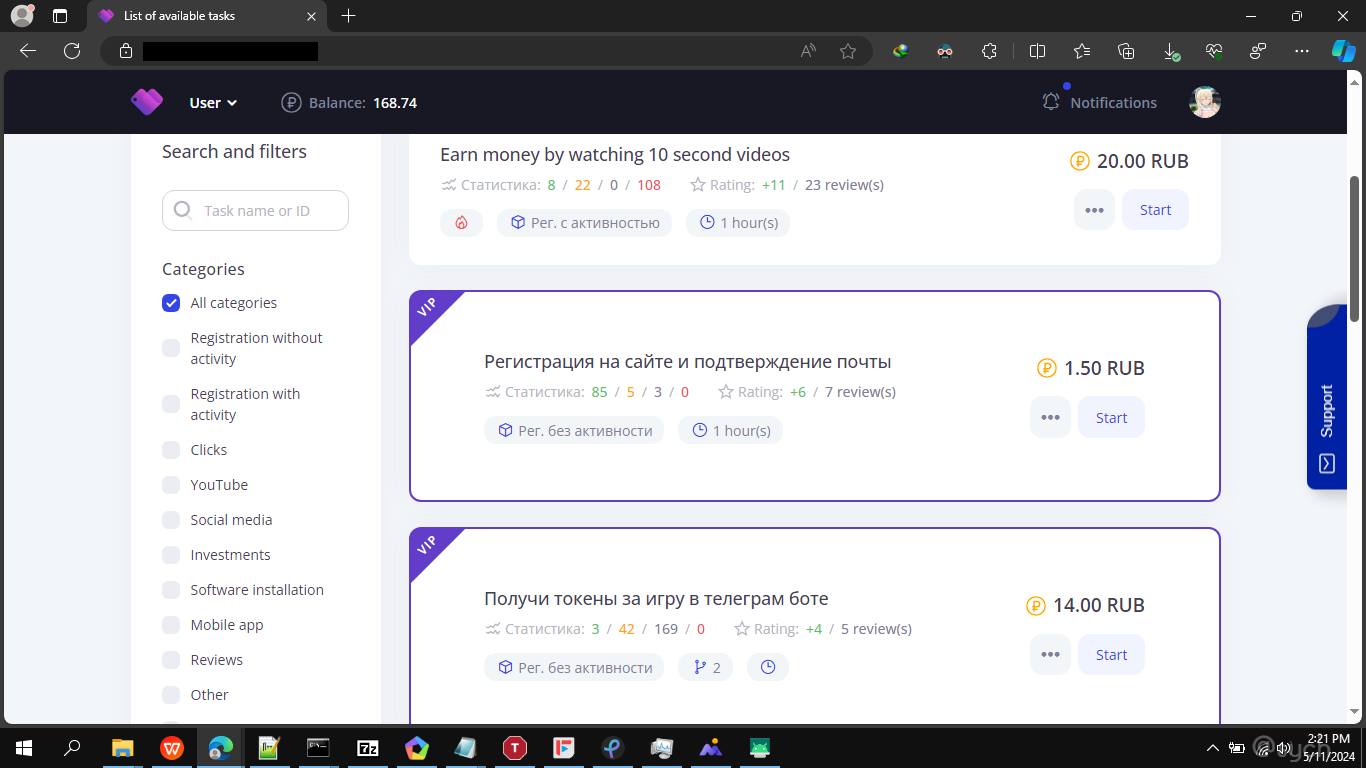 List of available tasks
User
Balance: 168.74
Notifications
Search and filters
Task name or ID
Categories
All categories
Registration without
activity
Registration with
activity
Clicks
YouTube
Social media
Investments
Software installation
Mobile app
Reviews
Other
Earn money by watching 10 second videos
20.00 RUB
Статистика: 8 / 22 / 0 / 108 Rating: +11 / 23 review(s)
Рег. с активностью 1 hour(s)
••• Start
VIP
Регистрация на сайте и подтверждение почты
1.50 RUB
Статистика: 85 / 5 / 3 / 0 Rating: +6 / 7 review(s)
Рег. без активности 1 hour(s)
••• Start
VIP
Получи токены за игру в телеграм боте
14.00 RUB
Статистика: 3 / 42 / 169 / 0 Rating: +4 / 5 review(s)
Рег. без активности 2
••• Start
Support
7z
T
2:21 PM
5/11/2024